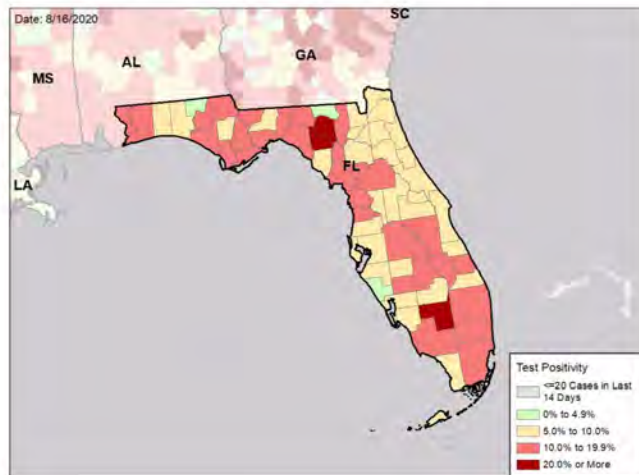 Date: 8/16/2020
SC
MS
AL
GA
FL
LA
Test Positivity
<=20 Cases in Last
14 Days
0% to 4.9%
5.0% to 10.0%
10.0% to 19.9%
20.0% or More